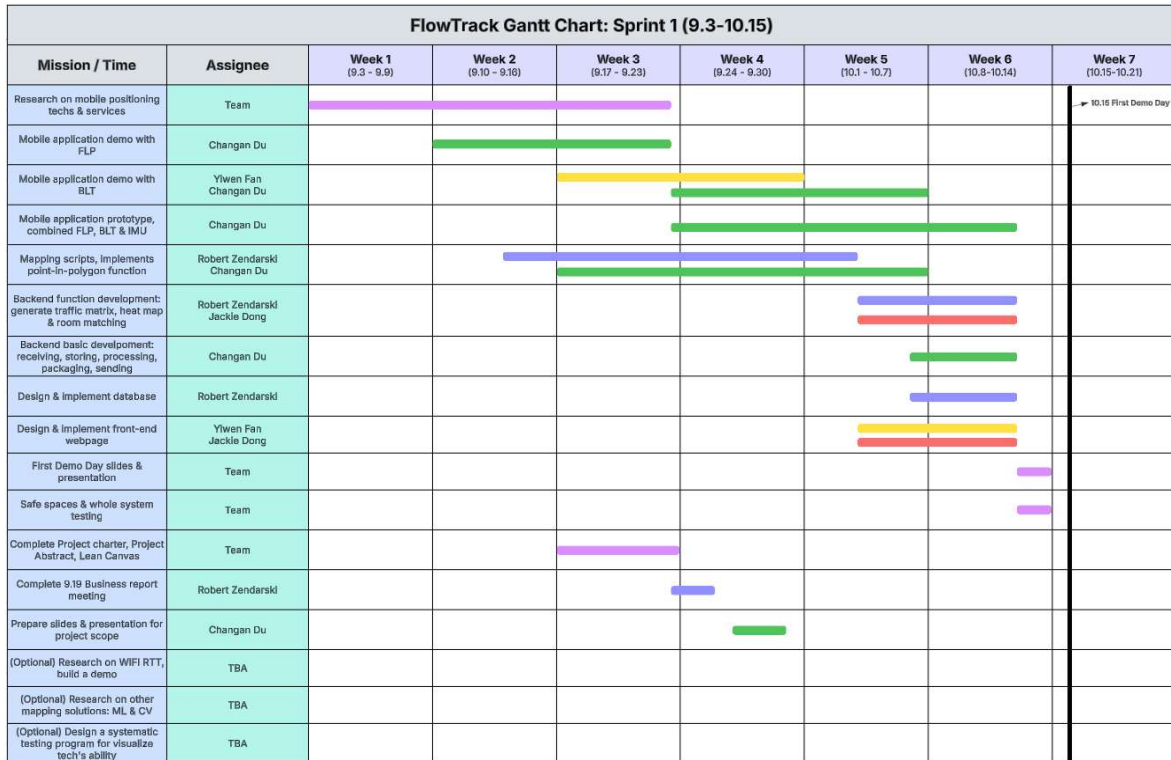 FlowTrack Gantt Chart: Sprint 1 (9.3-10.15)
Mission / Time
Assignee
Week 1
(9.3 - 9.9)
Week 2
(9.10 - 9.16)
Week 3
(9.17 - 9.23)
Week 4
(9.24 - 9.30)
Week 5
(10.1 - 10.7)
Week 6
(10.8-10.14)
Week 7
(10.15-10.21)
Research on mobile positioning
techs & services
Team
10.15 First Demo Day
Mobile application demo with
FLP
Changan Du
Mobile application demo with
BLT
Yiwen Fan
Changan Du
Mobile application prototype,
combined FLP, BLT & IMU
Changan Du
Mapping scripts, implements
point-in-polygon function
Robert Zendarski
Changan Du
Backend function development:
generate traffic matrix, heat map
& room matching
Robert Zendarski
Jackie Dong
Backend basic develpoment:
receiving, storing, processing,
packaging, sending
Changan Du
Design & implement database
Robert Zendarski
Design & implement front-end
webpage
Yiwen Fan
Jackie Dong
First Demo Day slides &
presentation
Team
Safe spaces & whole system
testing
Team
Complete Project charter, Project
Abstract, Lean Canvas
Team
Complete 9.19 Business report
meeting
Robert Zendarski
Prepare slides & presentation for
project scope
Changan Du
(Optional) Research on WIFI RTT,
build a demo
TBA
(Optional) Research on other
mapping solutions: ML & CV
TBA
(Optional) Design a systematic
testing program for visualize
tech's ability
TBA